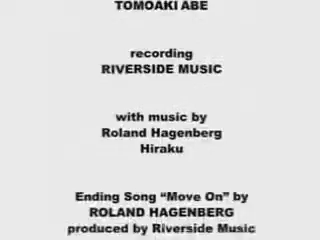 TOMOAKI ABE
recording
RIVERSIDE MUSIC
with music by
Roland Hagenberg
Hiraku
Ending Song “Move On” by
ROLAND HAGENBERG
produced by Riverside Music